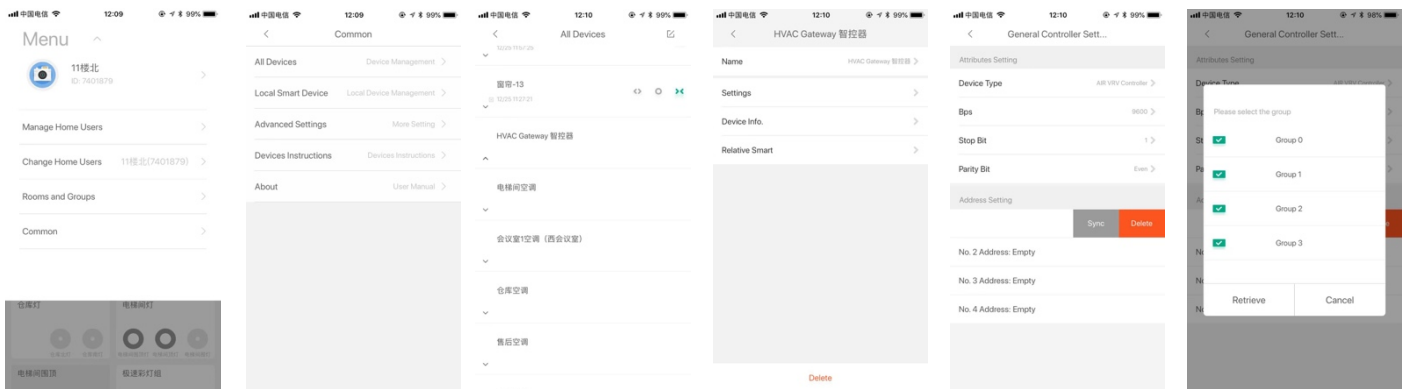 中国电信 12:09 99%
Menu
11楼北
ID: 7401879
Manage Home Users
Change Home Users 11楼北(7401879)
Rooms and Groups
Common
仓库灯 电梯间灯
电梯间围顶 极速彩灯组
中国电信 12:09 99%
Common
All Devices Device Management
Local Smart Device Local Device Management
Advanced Settings More Setting
Devices Instructions Devices Instructions
About User Manual
中国电信 12:10 99%
All Devices
窗帘-13
12/25 11:27:21
HVAC Gateway 智控器
电梯间空调
会议室1空调（西会议室）
仓库空调
售后空调
中国电信 12:10 99%
HVAC Gateway 智控器
Name HVAC Gateway 智控器
Settings
Device Info.
Relative Smart
Delete
中国电信 12:10 99%
General Controller Sett...
Attributes Setting
Device Type AIR VRV Controller
Bps 9600
Stop Bit 1
Parity Bit Even
Address Setting
Sync Delete
No. 2 Address: Empty
No. 3 Address: Empty
No. 4 Address: Empty
中国电信 12:10 98%
General Controller Sett...
Attributes Setting
Device Type AIR VRV Controller
Please select the group
Group 0
Group 1
Group 2
Group 3
Retrieve Cancel